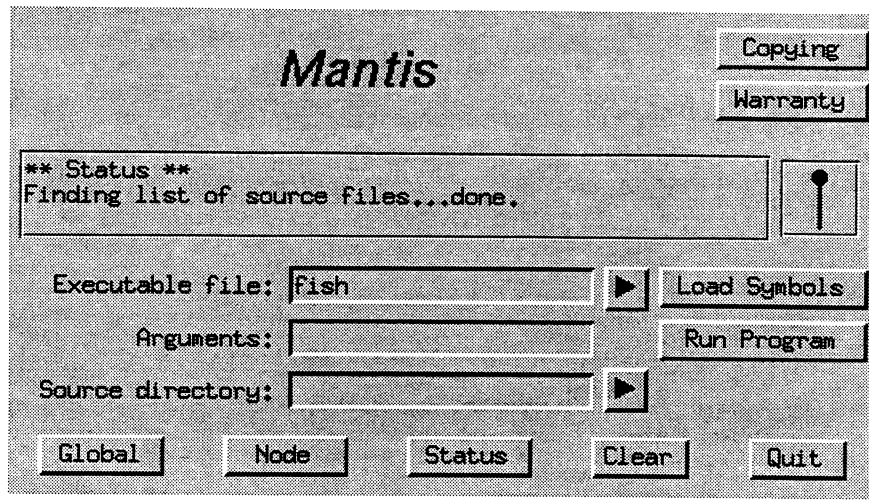 Mantis
Copying
Warranty
** Status **
Finding list of source files...done.
Executable file: fish
Load Symbols
Arguments:
Run Program
Source directory:
Global Node Status Clear Quit